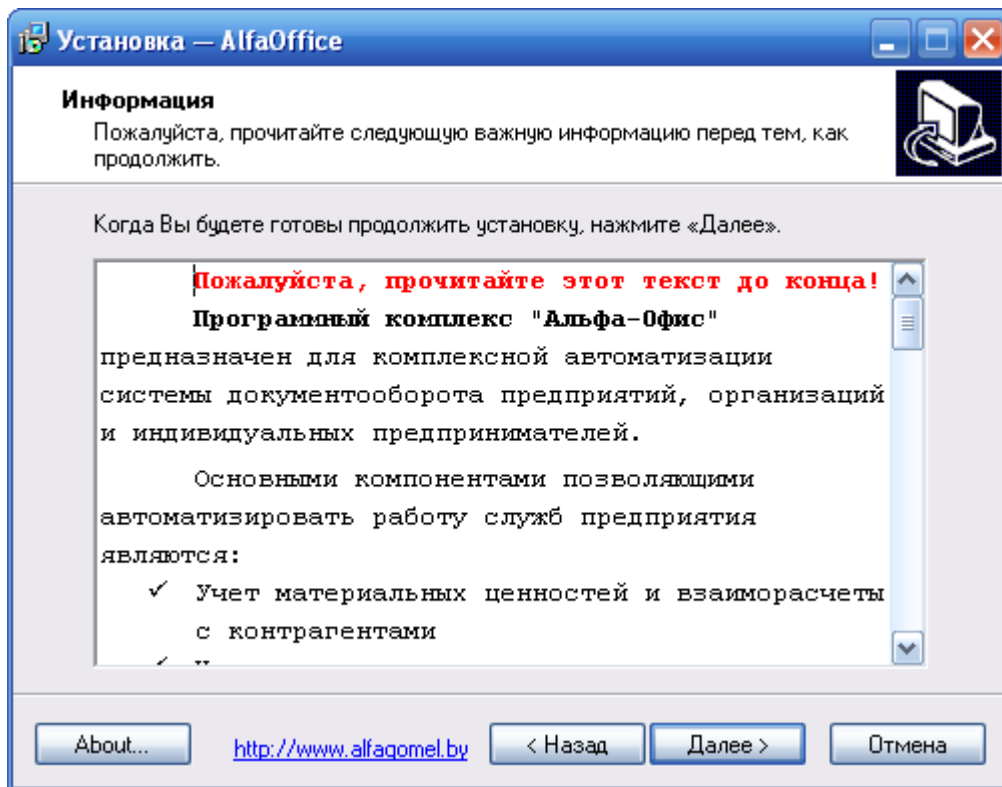 Установка — AlfaOffice
Информация
Пожалуйста, прочитайте следующую важную информацию перед тем, как
продолжить.
Когда Вы будете готовы продолжить установку, нажмите «Далее».
Пожалуйста, прочитайте этот текст до конца!
Программный комплекс "Альфа-Офис"
предназначен для комплексной автоматизации
системы документооборота предприятий, организаций
и индивидуальных предпринимателей.
Основными компонентами позволяющими
автоматизировать работу служб предприятия
являются:
✓ Учет материальных ценностей и взаиморасчеты
с контрагентами
About... http://www.alfagomel.by < Назад Далее > Отмена